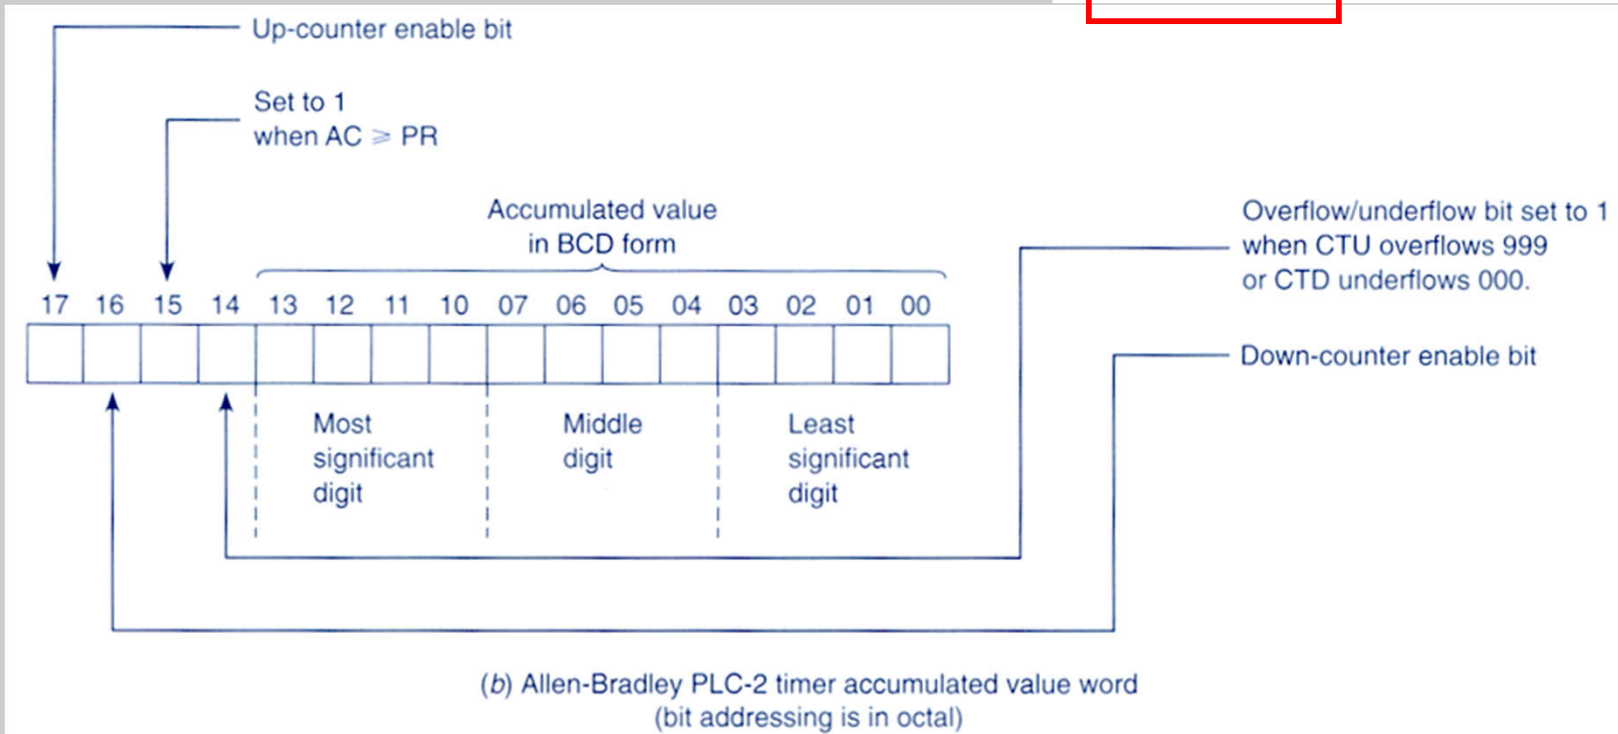 Up-counter enable bit
Set to 1
when AC ⩾ PR
Accumulated value
in BCD form
Overflow/underflow bit set to 1
when CTU overflows 999
or CTD underflows 000.
17 16 15 14 13 12 11 10 07 06 05 04 03 02 01 00
Down-counter enable bit
Most
significant
digit
Middle
digit
Least
significant
digit
(b) Allen-Bradley PLC-2 timer accumulated value word
(bit addressing is in octal)